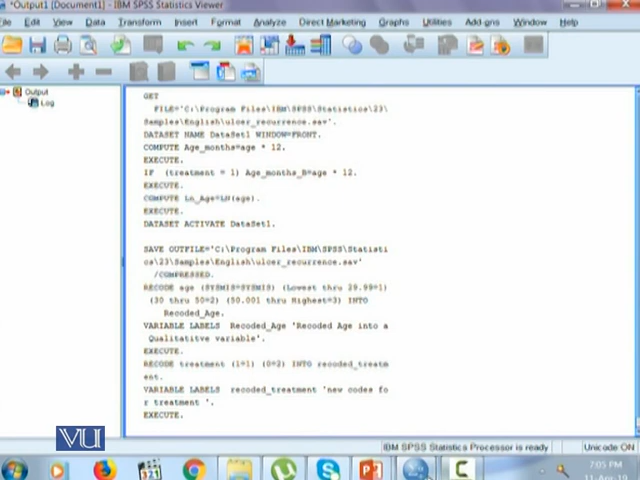 *Output1 [Document1] - IBM SPSS Statistics Viewer
File Edit View Data Transform Insert Format Analyze Direct Marketing Graphs Utilities Add-ons Window Help
Output
Log
GET
FILE='C:\Program Files\IBM\SPSS\Statistics\23\
Samples\English\ulcer_recurrence.sav'.
DATASET NAME DataSet1 WINDOW=FRONT.
COMPUTE Age_months=age * 12.
EXECUTE.
IF (treatment = 1) Age_months_B=age * 12.
EXECUTE.
COMPUTE Ln_Age=LN(age).
EXECUTE.
DATASET ACTIVATE DataSet1.
SAVE OUTFILE='C:\Program Files\IBM\SPSS\Statisti
cs\23\Samples\English\ulcer_recurrence.sav'
/COMPRESSED.
RECODE age (SYSMIS=SYSMIS) (Lowest thru 29.99=1)
(30 thru 50=2) (50.001 thru Highest=3) INTO
Recoded_Age.
VARIABLE LABELS Recoded_Age 'Recoded Age into a
Qualitatitve variable'.
EXECUTE.
RECODE treatment (1=1) (0=2) INTO recoded_treatm
ent.
VARIABLE LABELS recoded_treatment 'new codes fo
r treatment '.
EXECUTE.
VU
IBM SPSS Statistics Processor is ready Unicode:ON
321
7:05 PM
11-Apr-19